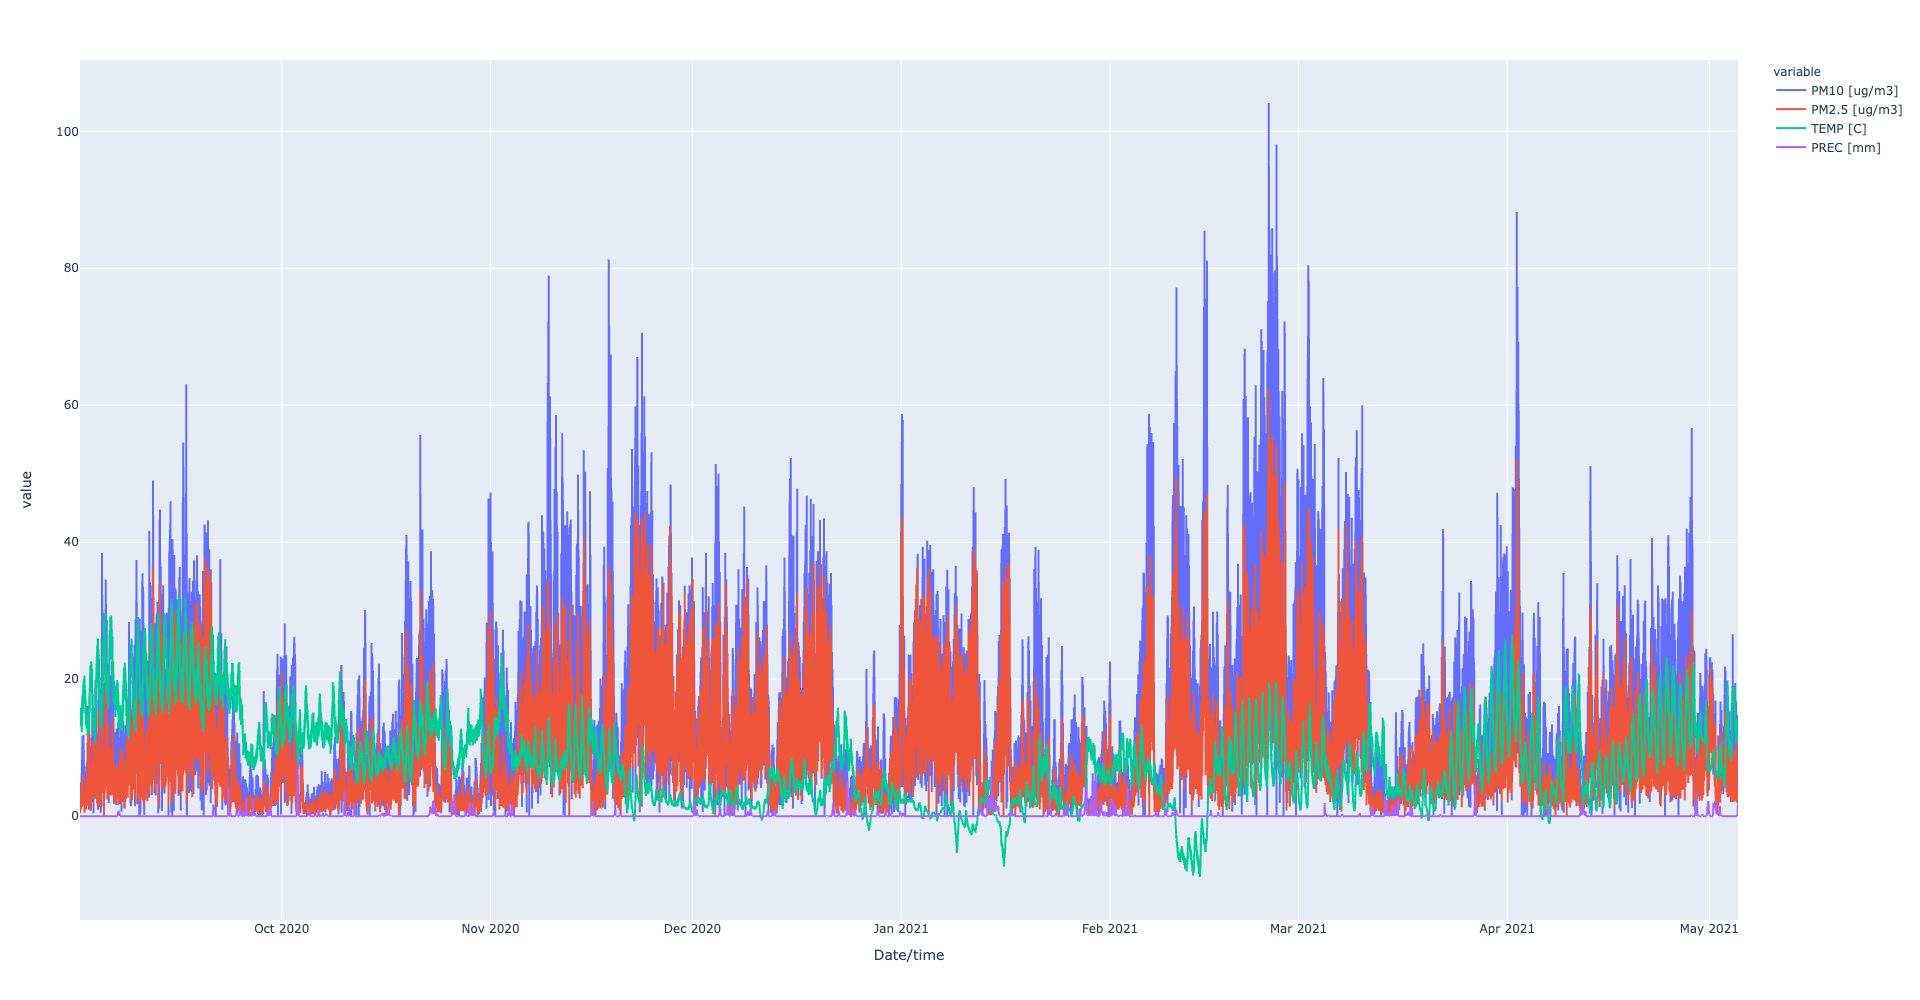 variable
PM10 [ug/m3]
PM2.5 [ug/m3]
TEMP [C]
PREC [mm]
100
80
60
40
20
0
value
Oct 2020
Nov 2020
Dec 2020
Jan 2021
Feb 2021
Mar 2021
Apr 2021
May 2021
Date/time